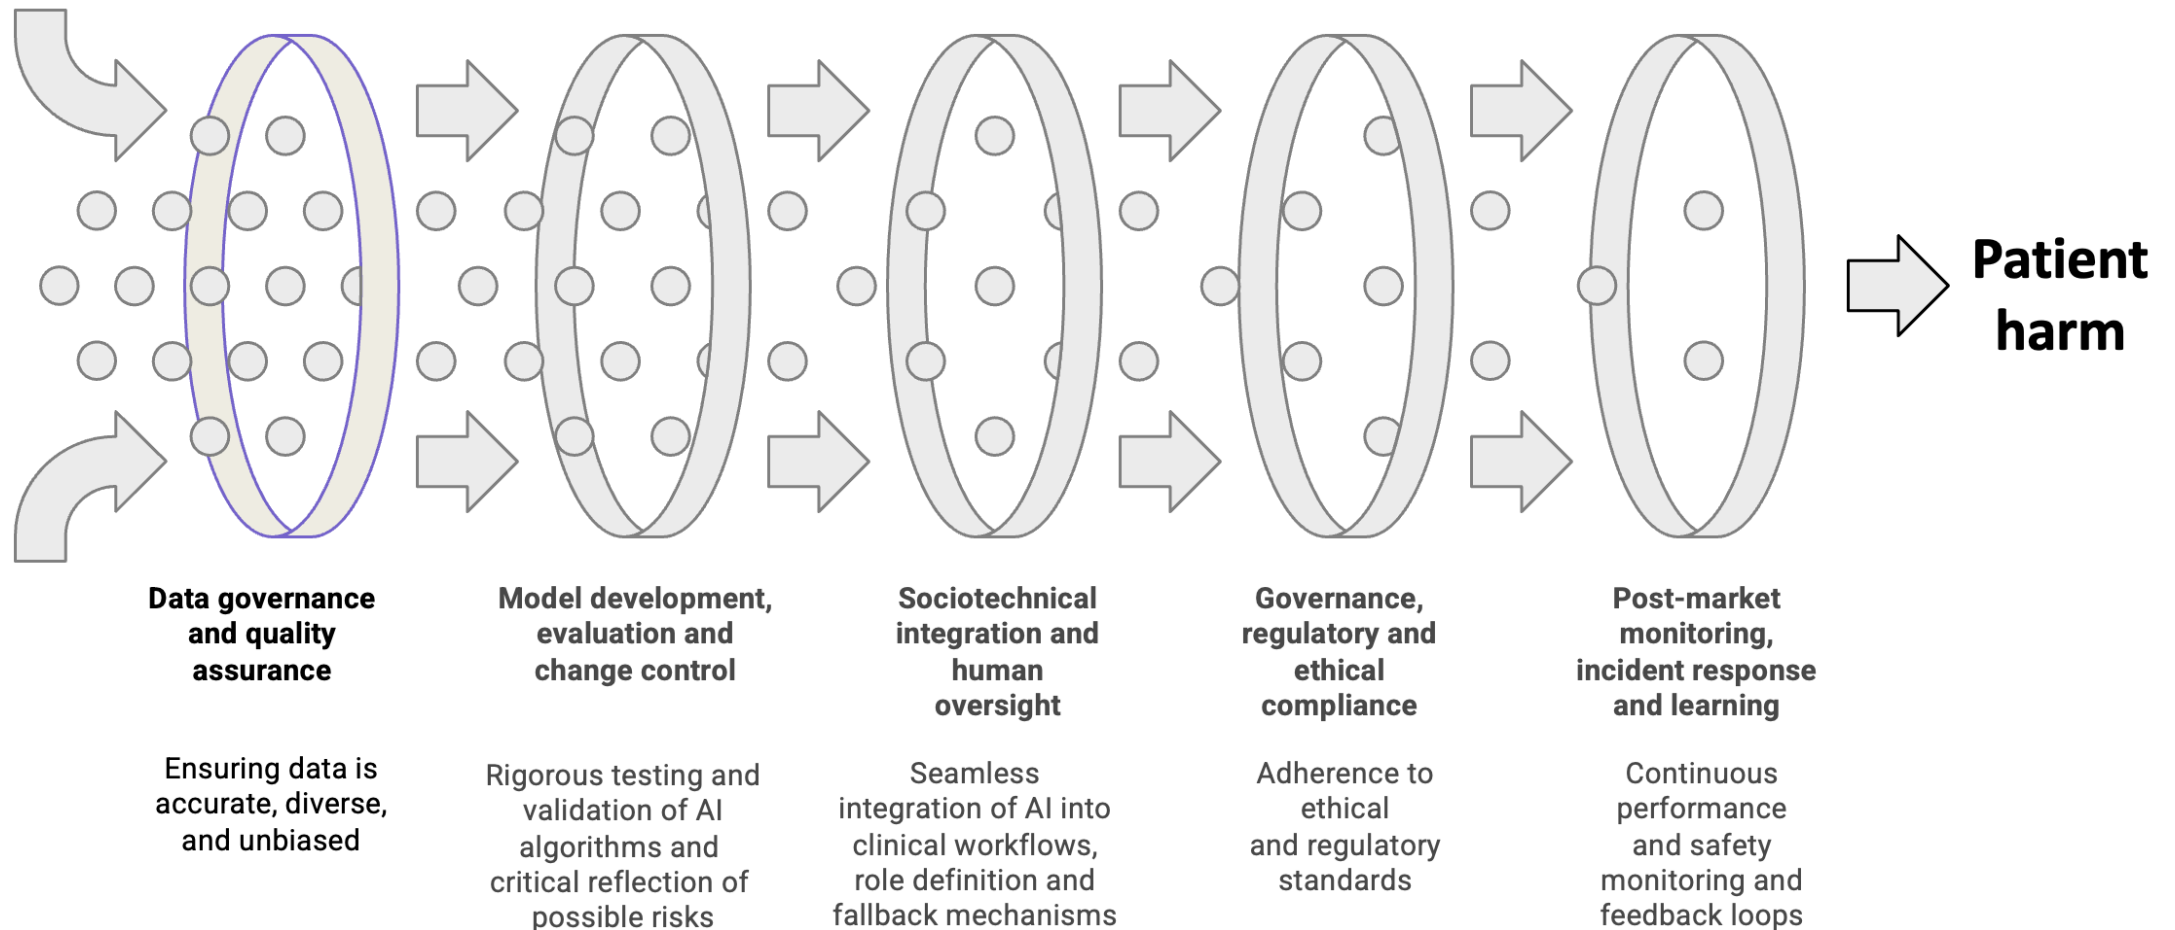 Patient
harm
Data governance
and quality
assurance
Ensuring data is
accurate, diverse,
and unbiased
Model development,
evaluation and
change control
Rigorous testing and
validation of AI
algorithms and
critical reflection of
possible risks
Sociotechnical
integration and
human
oversight
Seamless
integration of AI into
clinical workflows,
role definition and
fallback mechanisms
Governance,
regulatory and
ethical
compliance
Adherence to
ethical
and regulatory
standards
Post-market
monitoring,
incident response
and learning
Continuous
performance
and safety
monitoring and
feedback loops